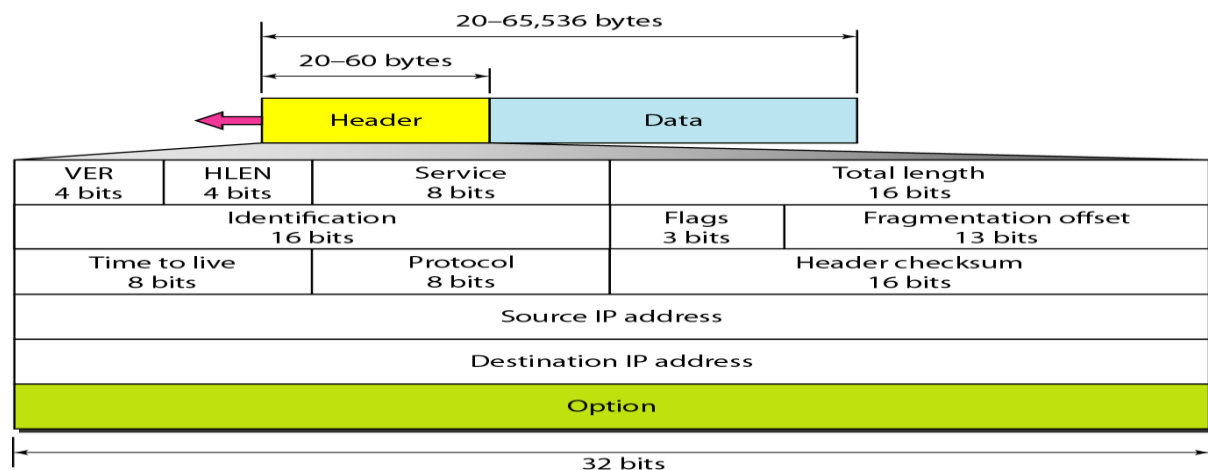 20–65,536 bytes
20–60 bytes
Header
Data
VER
4 bits
HLEN
4 bits
Service
8 bits
Total length
16 bits
Identification
16 bits
Flags
3 bits
Fragmentation offset
13 bits
Time to live
8 bits
Protocol
8 bits
Header checksum
16 bits
Source IP address
Destination IP address
Option
32 bits